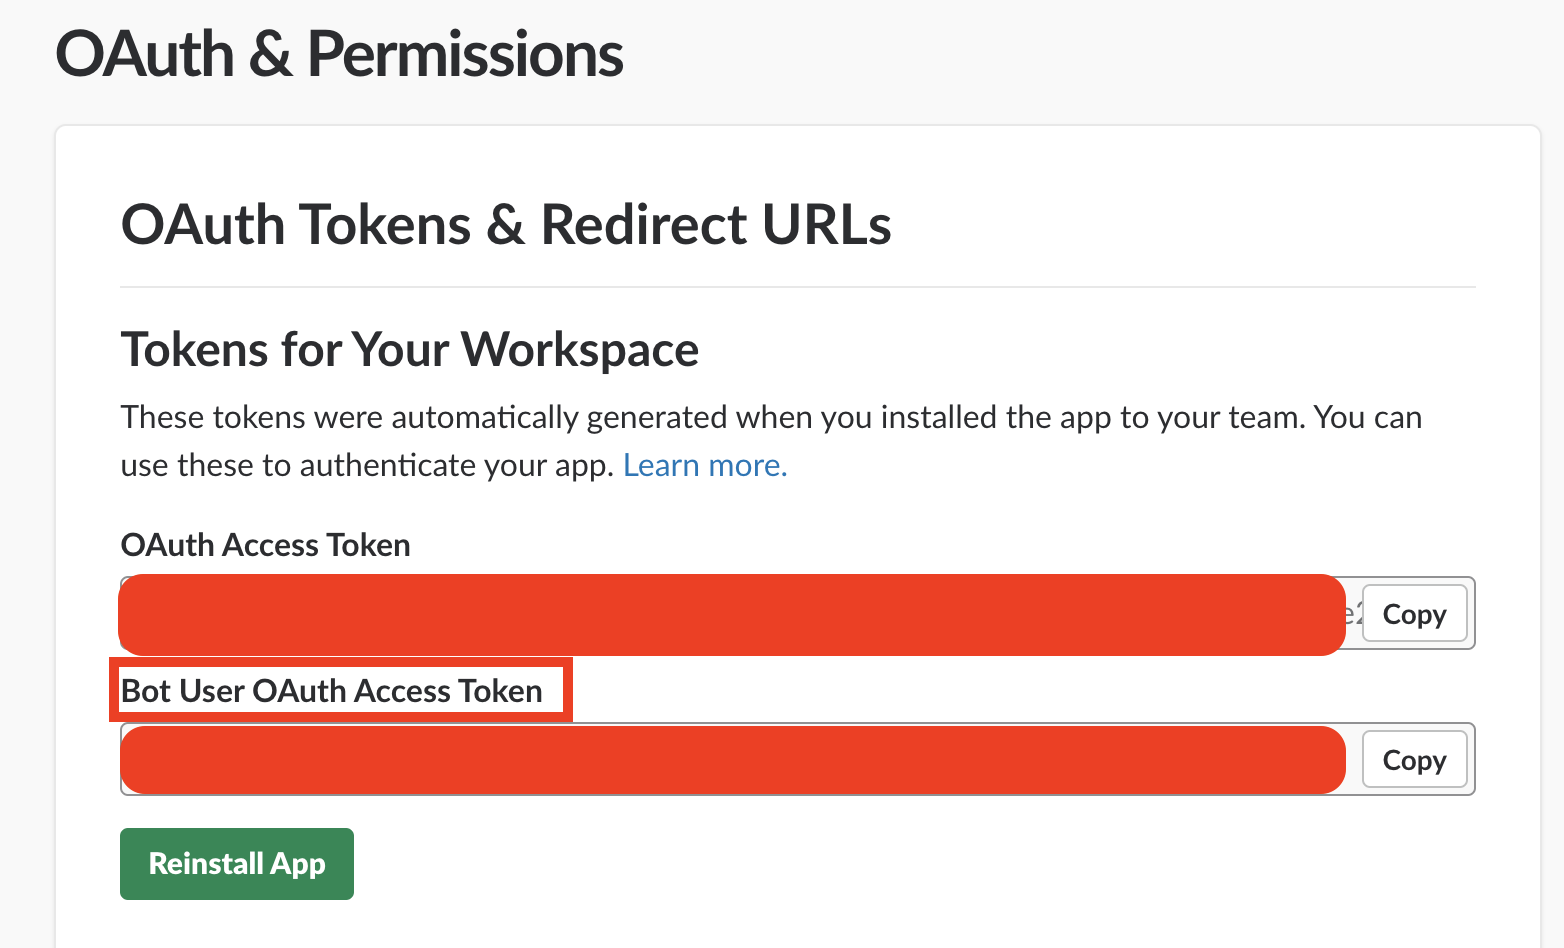 OAuth & Permissions
OAuth Tokens & Redirect URLs
Tokens for Your Workspace
These tokens were automatically generated when you installed the app to your team. You can
use these to authenticate your app. Learn more.
OAuth Access Token
Copy
Bot User OAuth Access Token
Copy
Reinstall App